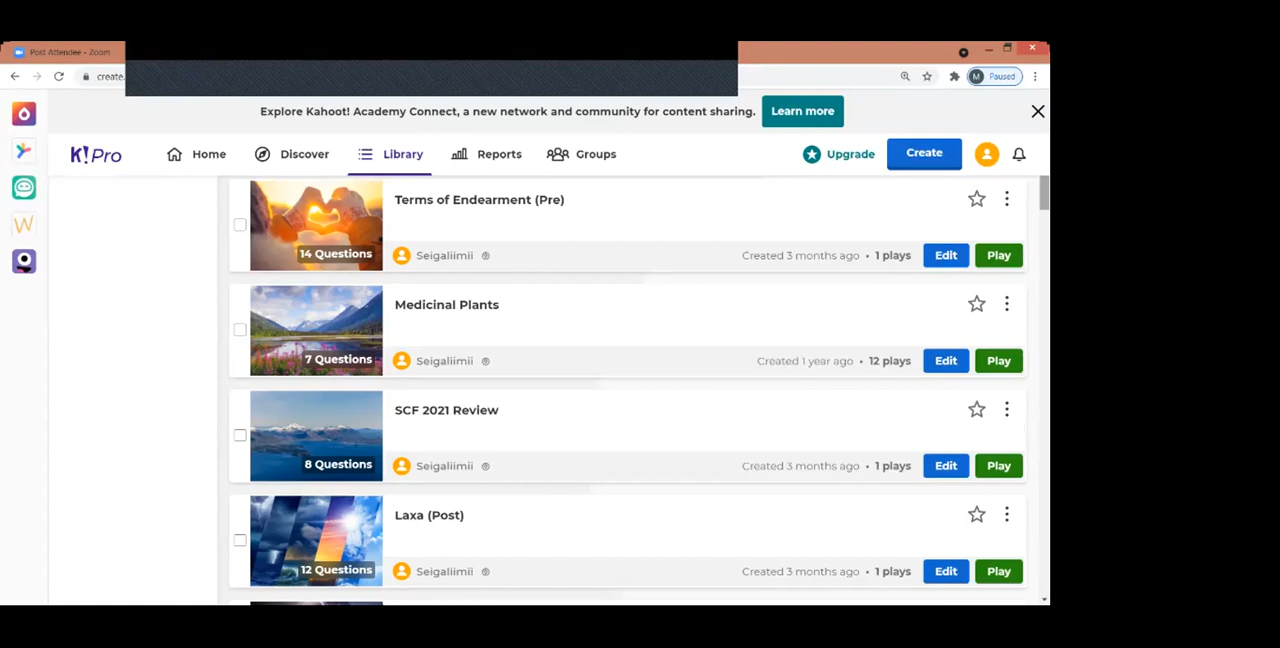 Post Attendee - Zoom
create.
Paused
Explore Kahoot! Academy Connect, a new network and community for content sharing. Learn more
K!Pro Home Discover Library Reports Groups Upgrade Create
Terms of Endearment (Pre)
14 Questions Seigaliimii Created 3 months ago • 1 plays Edit Play
Medicinal Plants
7 Questions Seigaliimii Created 1 year ago • 12 plays Edit Play
SCF 2021 Review
8 Questions Seigaliimii Created 3 months ago • 1 plays Edit Play
Laxa (Post)
12 Questions Seigaliimii Created 3 months ago • 1 plays Edit Play